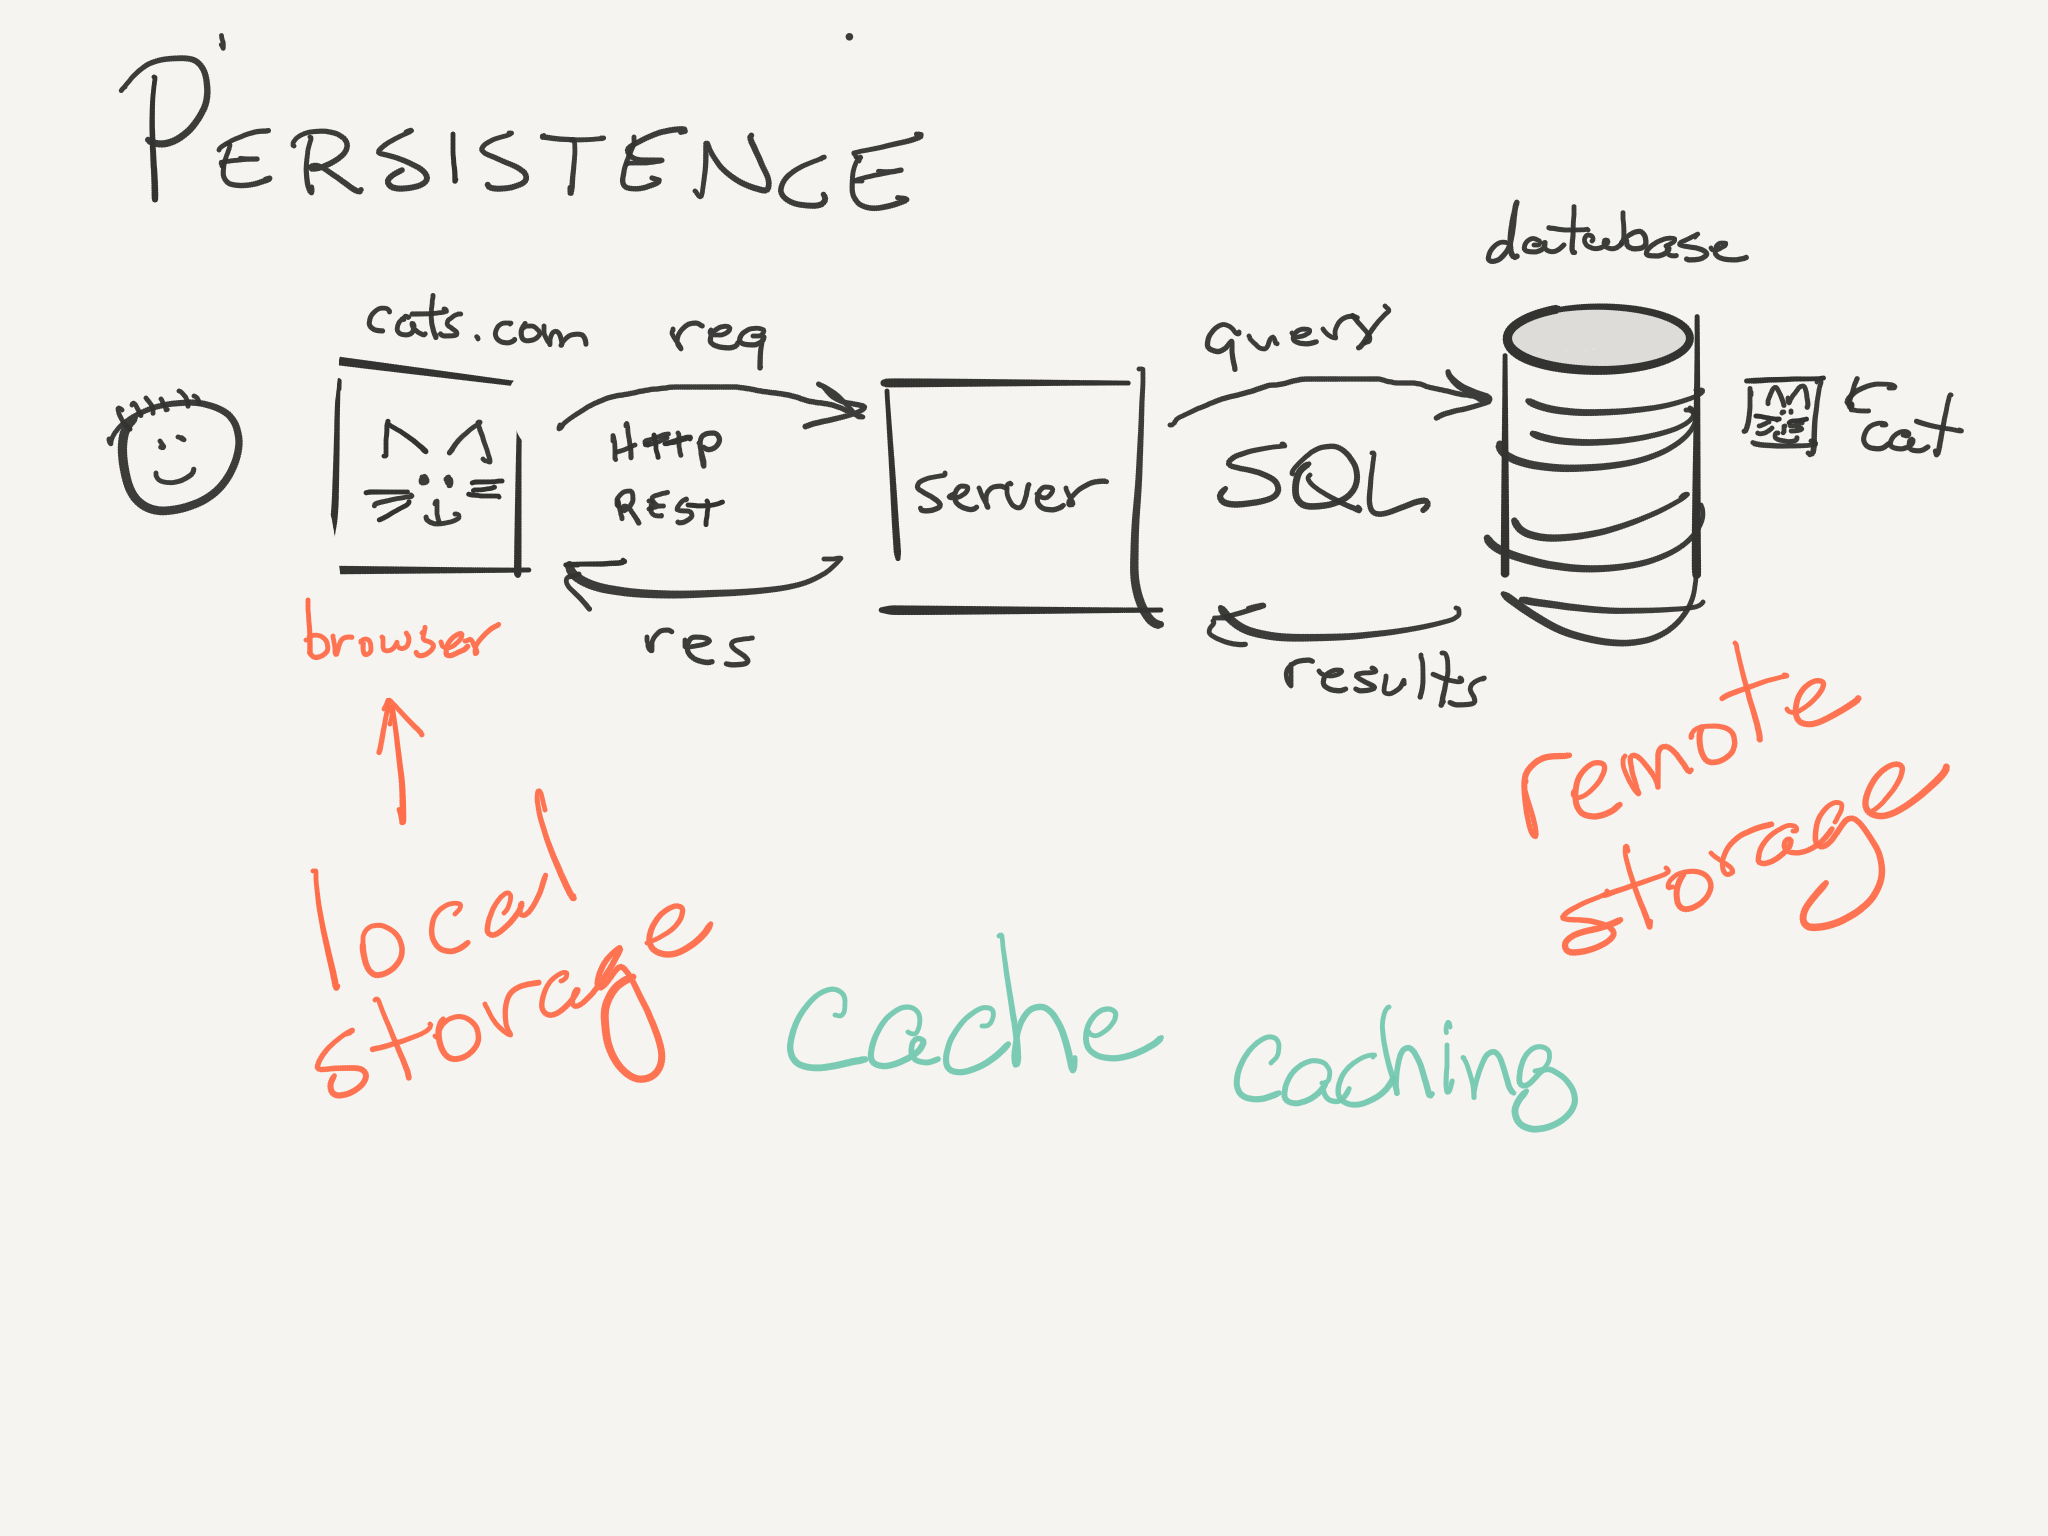 PERSISTENCE
database
cats.com
req
query
cat
HTTP
REST
server
SQL
browser
res
results
remote
storage
local
storage
cache
caching